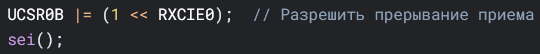 UCSR0B |= (1 << RXCIE0);  // Разрешить прерывание приема
sei();